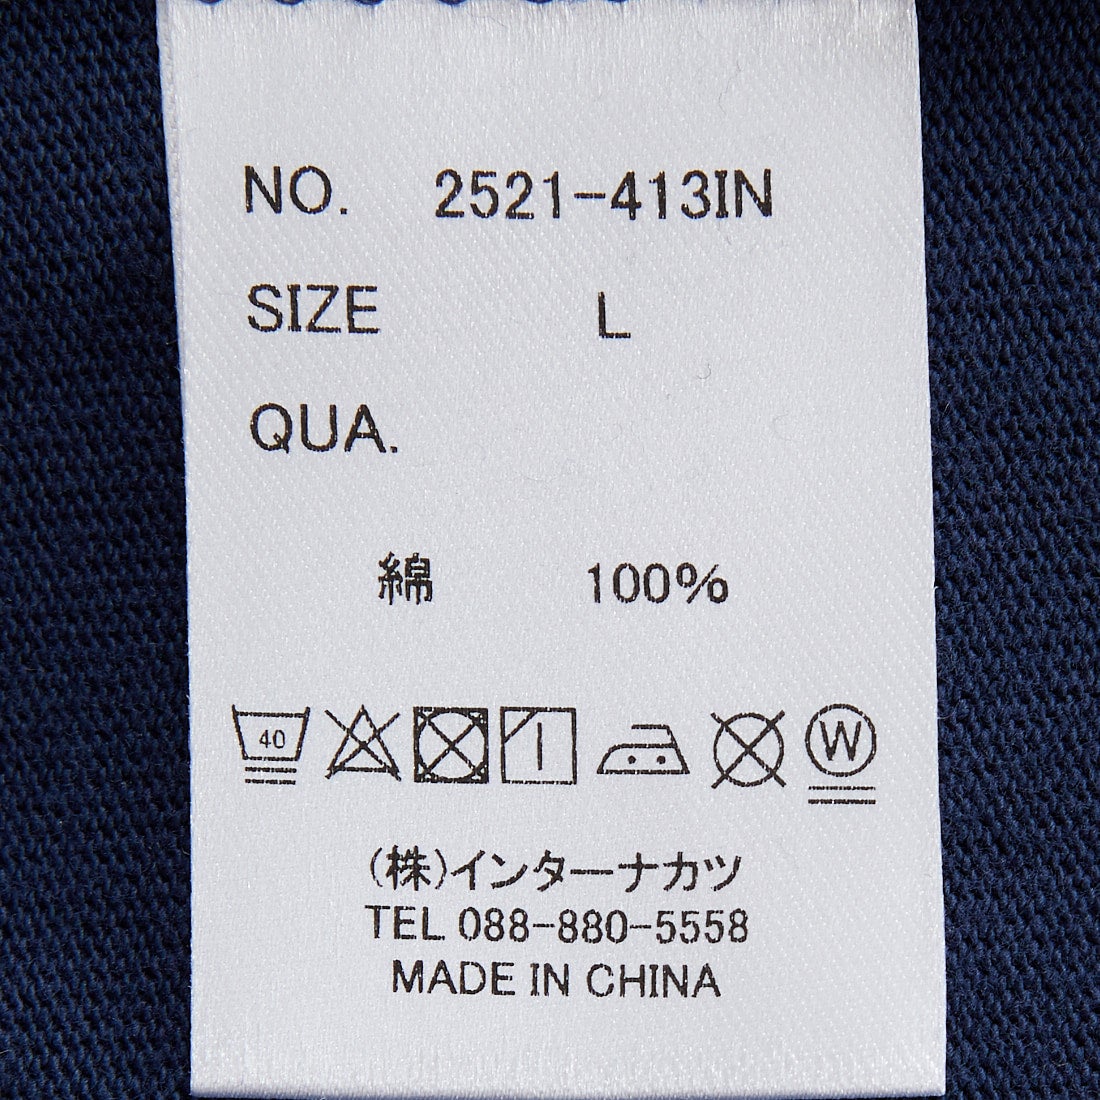 NO. 2521-413IN
SIZE L
QUA.
綿 100%
40 W
(株)インターナカツ
TEL 088-880-5558
MADE IN CHINA